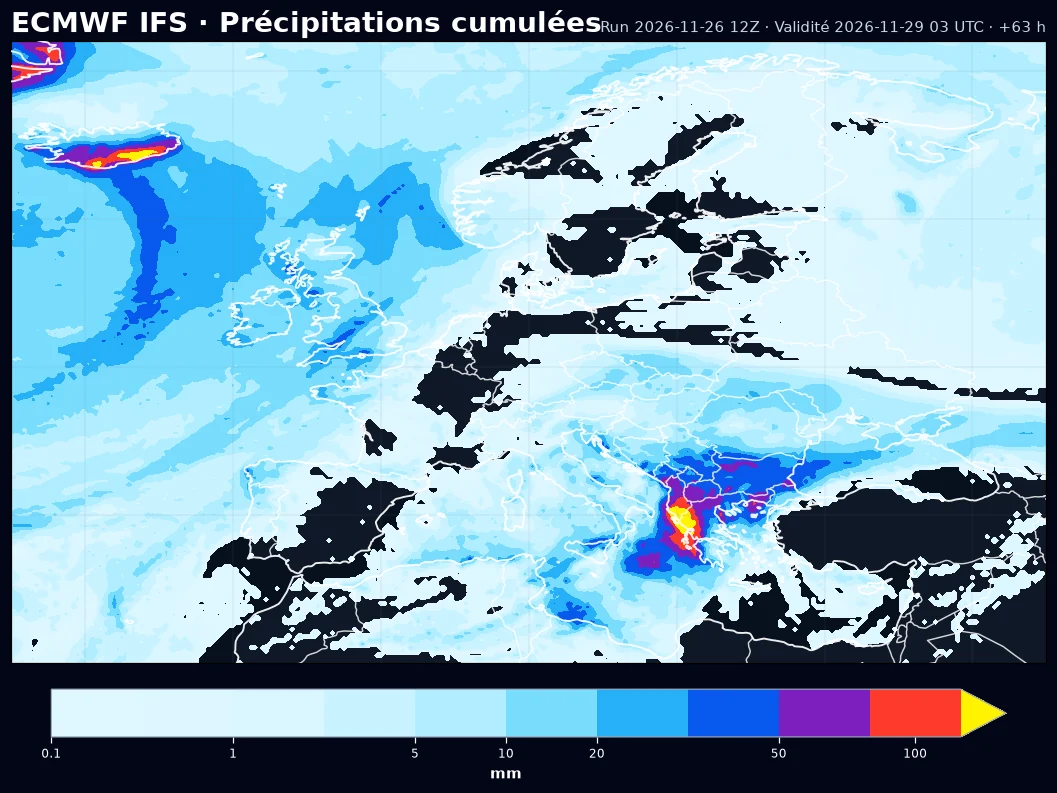 ECMWF IFS · Précipitations cumulées
Run 2026-11-26 12Z · Validité 2026-11-29 03 UTC · +63 h
0.1 1 5 10 20 50 100
mm